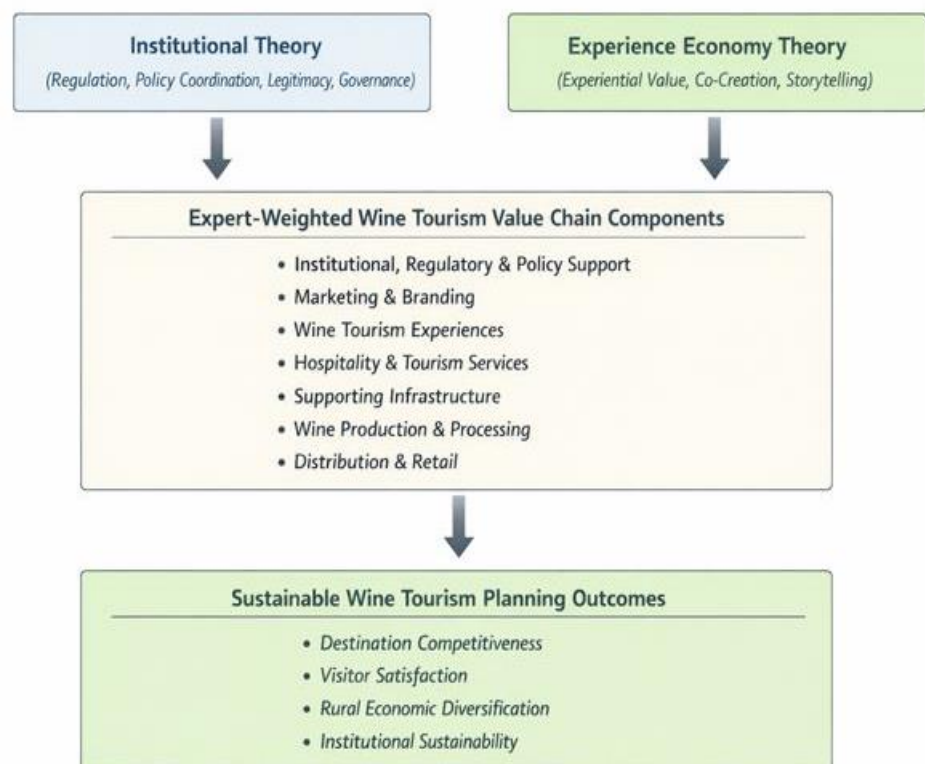 Institutional Theory
(Regulation, Policy Coordination, Legitimacy, Governance)
Experience Economy Theory
(Experiential Value, Co-Creation, Storytelling)
Expert-Weighted Wine Tourism Value Chain Components
• Institutional, Regulatory & Policy Support
• Marketing & Branding
• Wine Tourism Experiences
• Hospitality & Tourism Services
• Supporting Infrastructure
• Wine Production & Processing
• Distribution & Retail
Sustainable Wine Tourism Planning Outcomes
• Destination Competitiveness
• Visitor Satisfaction
• Rural Economic Diversification
• Institutional Sustainability